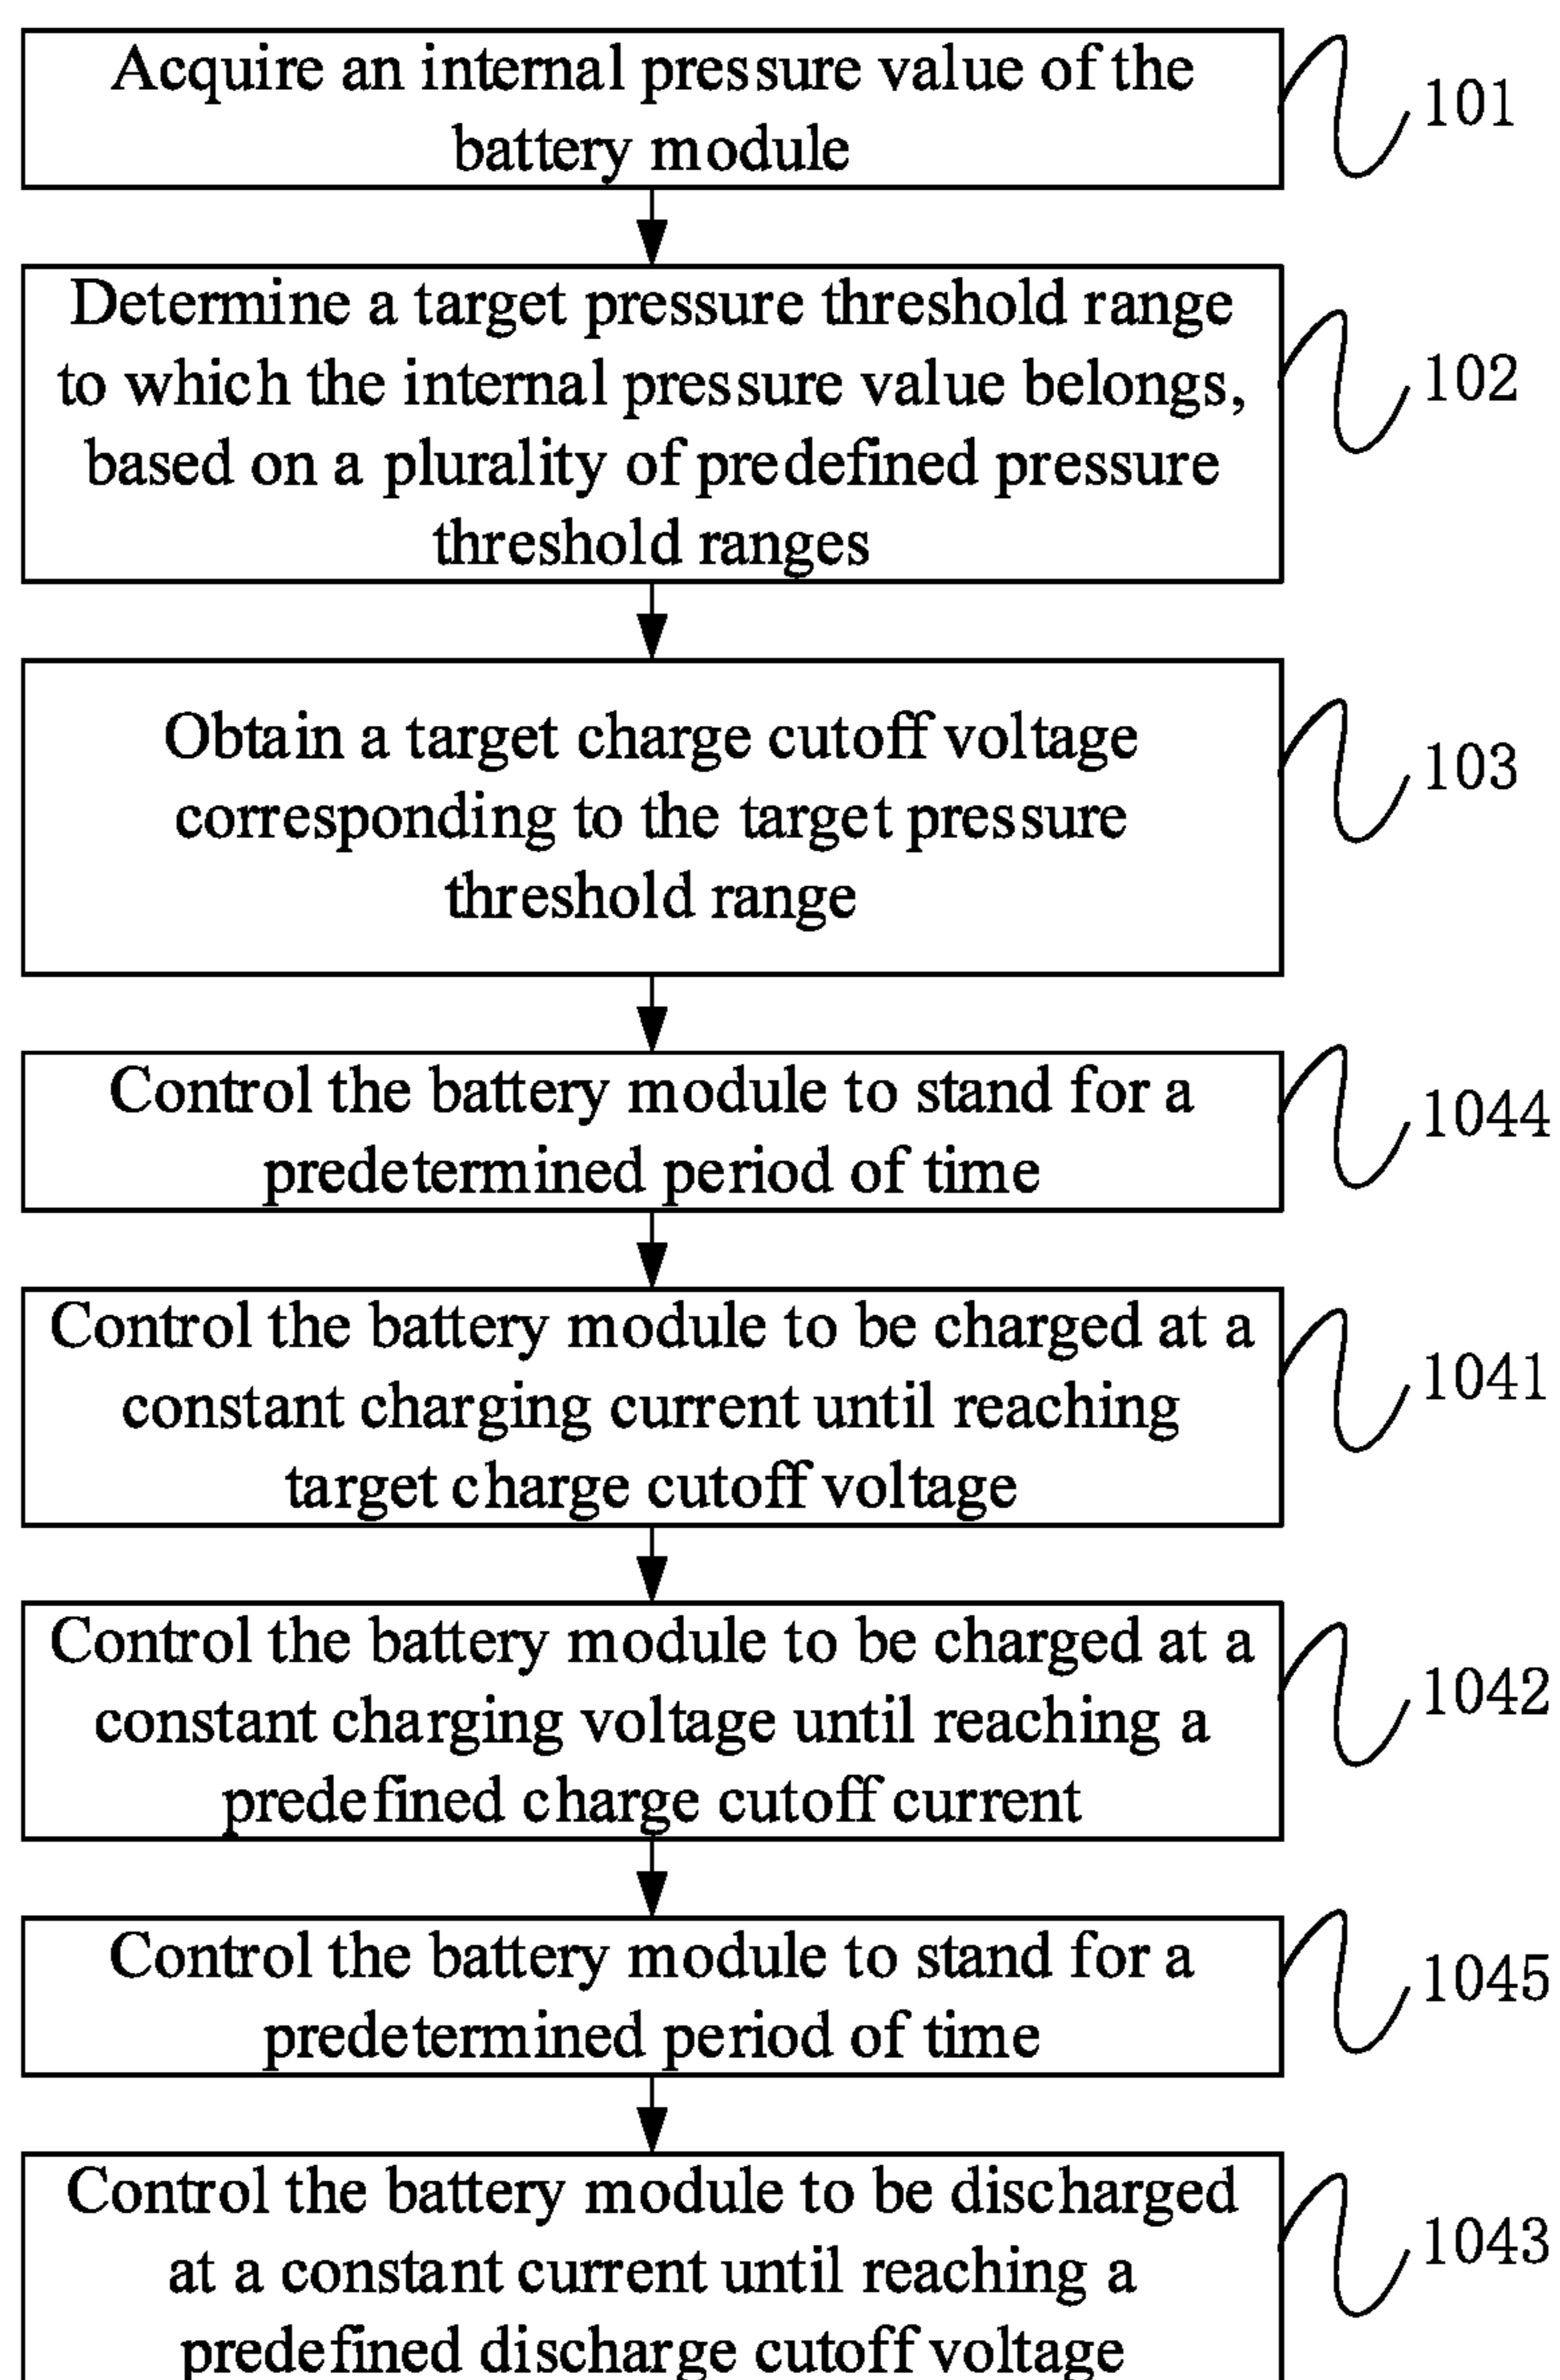 Acquire an internal pressure value of the
battery module
101
Determine a target pressure threshold range
to which the internal pressure value belongs,
based on a plurality of predefined pressure
threshold ranges
102
Obtain a target charge cutoff voltage
corresponding to the target pressure
threshold range
103
Control the battery module to stand for a
predetermined period of time
1044
Control the battery module to be charged at a
constant charging current until reaching
target charge cutoff voltage
1041
Control the battery module to be charged at a
constant charging voltage until reaching a
predefined charge cutoff current
1042
Control the battery module to stand for a
predetermined period of time
1045
Control the battery module to be discharged
at a constant current until reaching a
predefined discharge cutoff voltage
1043